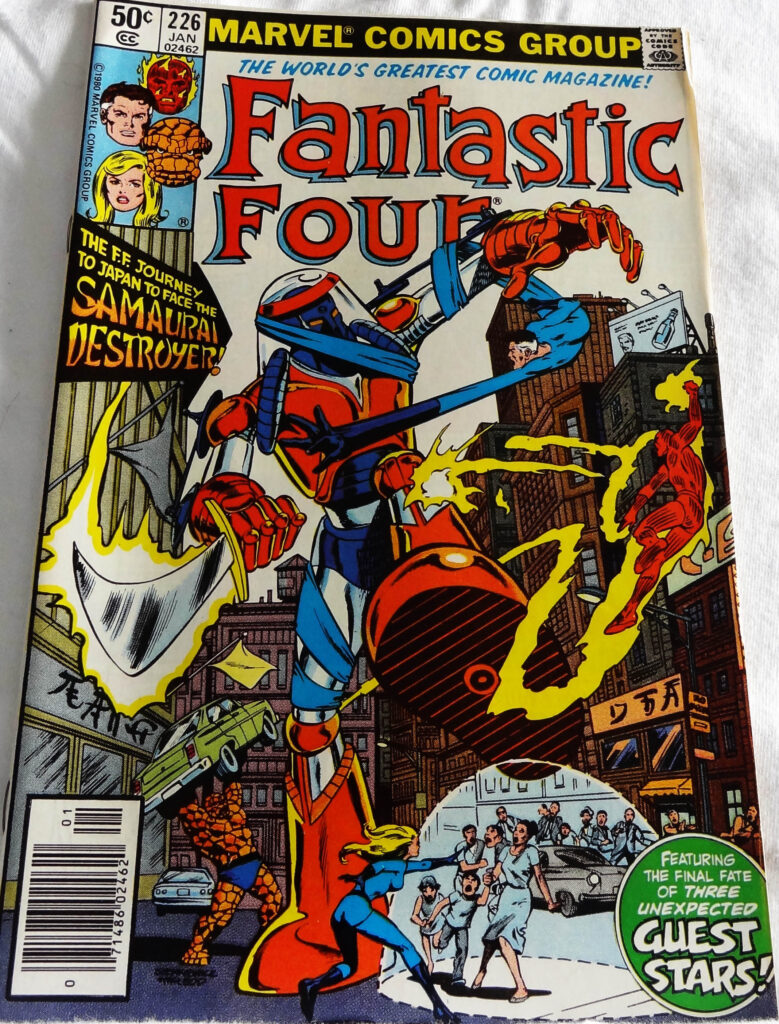 50¢
CC
226
JAN
02462
MARVEL® COMICS GROUP
APPROVED
BY THE
COMICS
CODE
AUTHORITY
©1980 MARVEL COMICS GROUP
THE WORLD'S GREATEST COMIC MAGAZINE!
Fantastic
Four®
®
THE F.F. JOURNEY
TO JAPAN TO FACE THE
SAMAURAI
DESTROYER!
01
71486 02462
0
FEATURING
THE FINAL FATE
OF THREE
UNEXPECTED
GUEST
STARS!